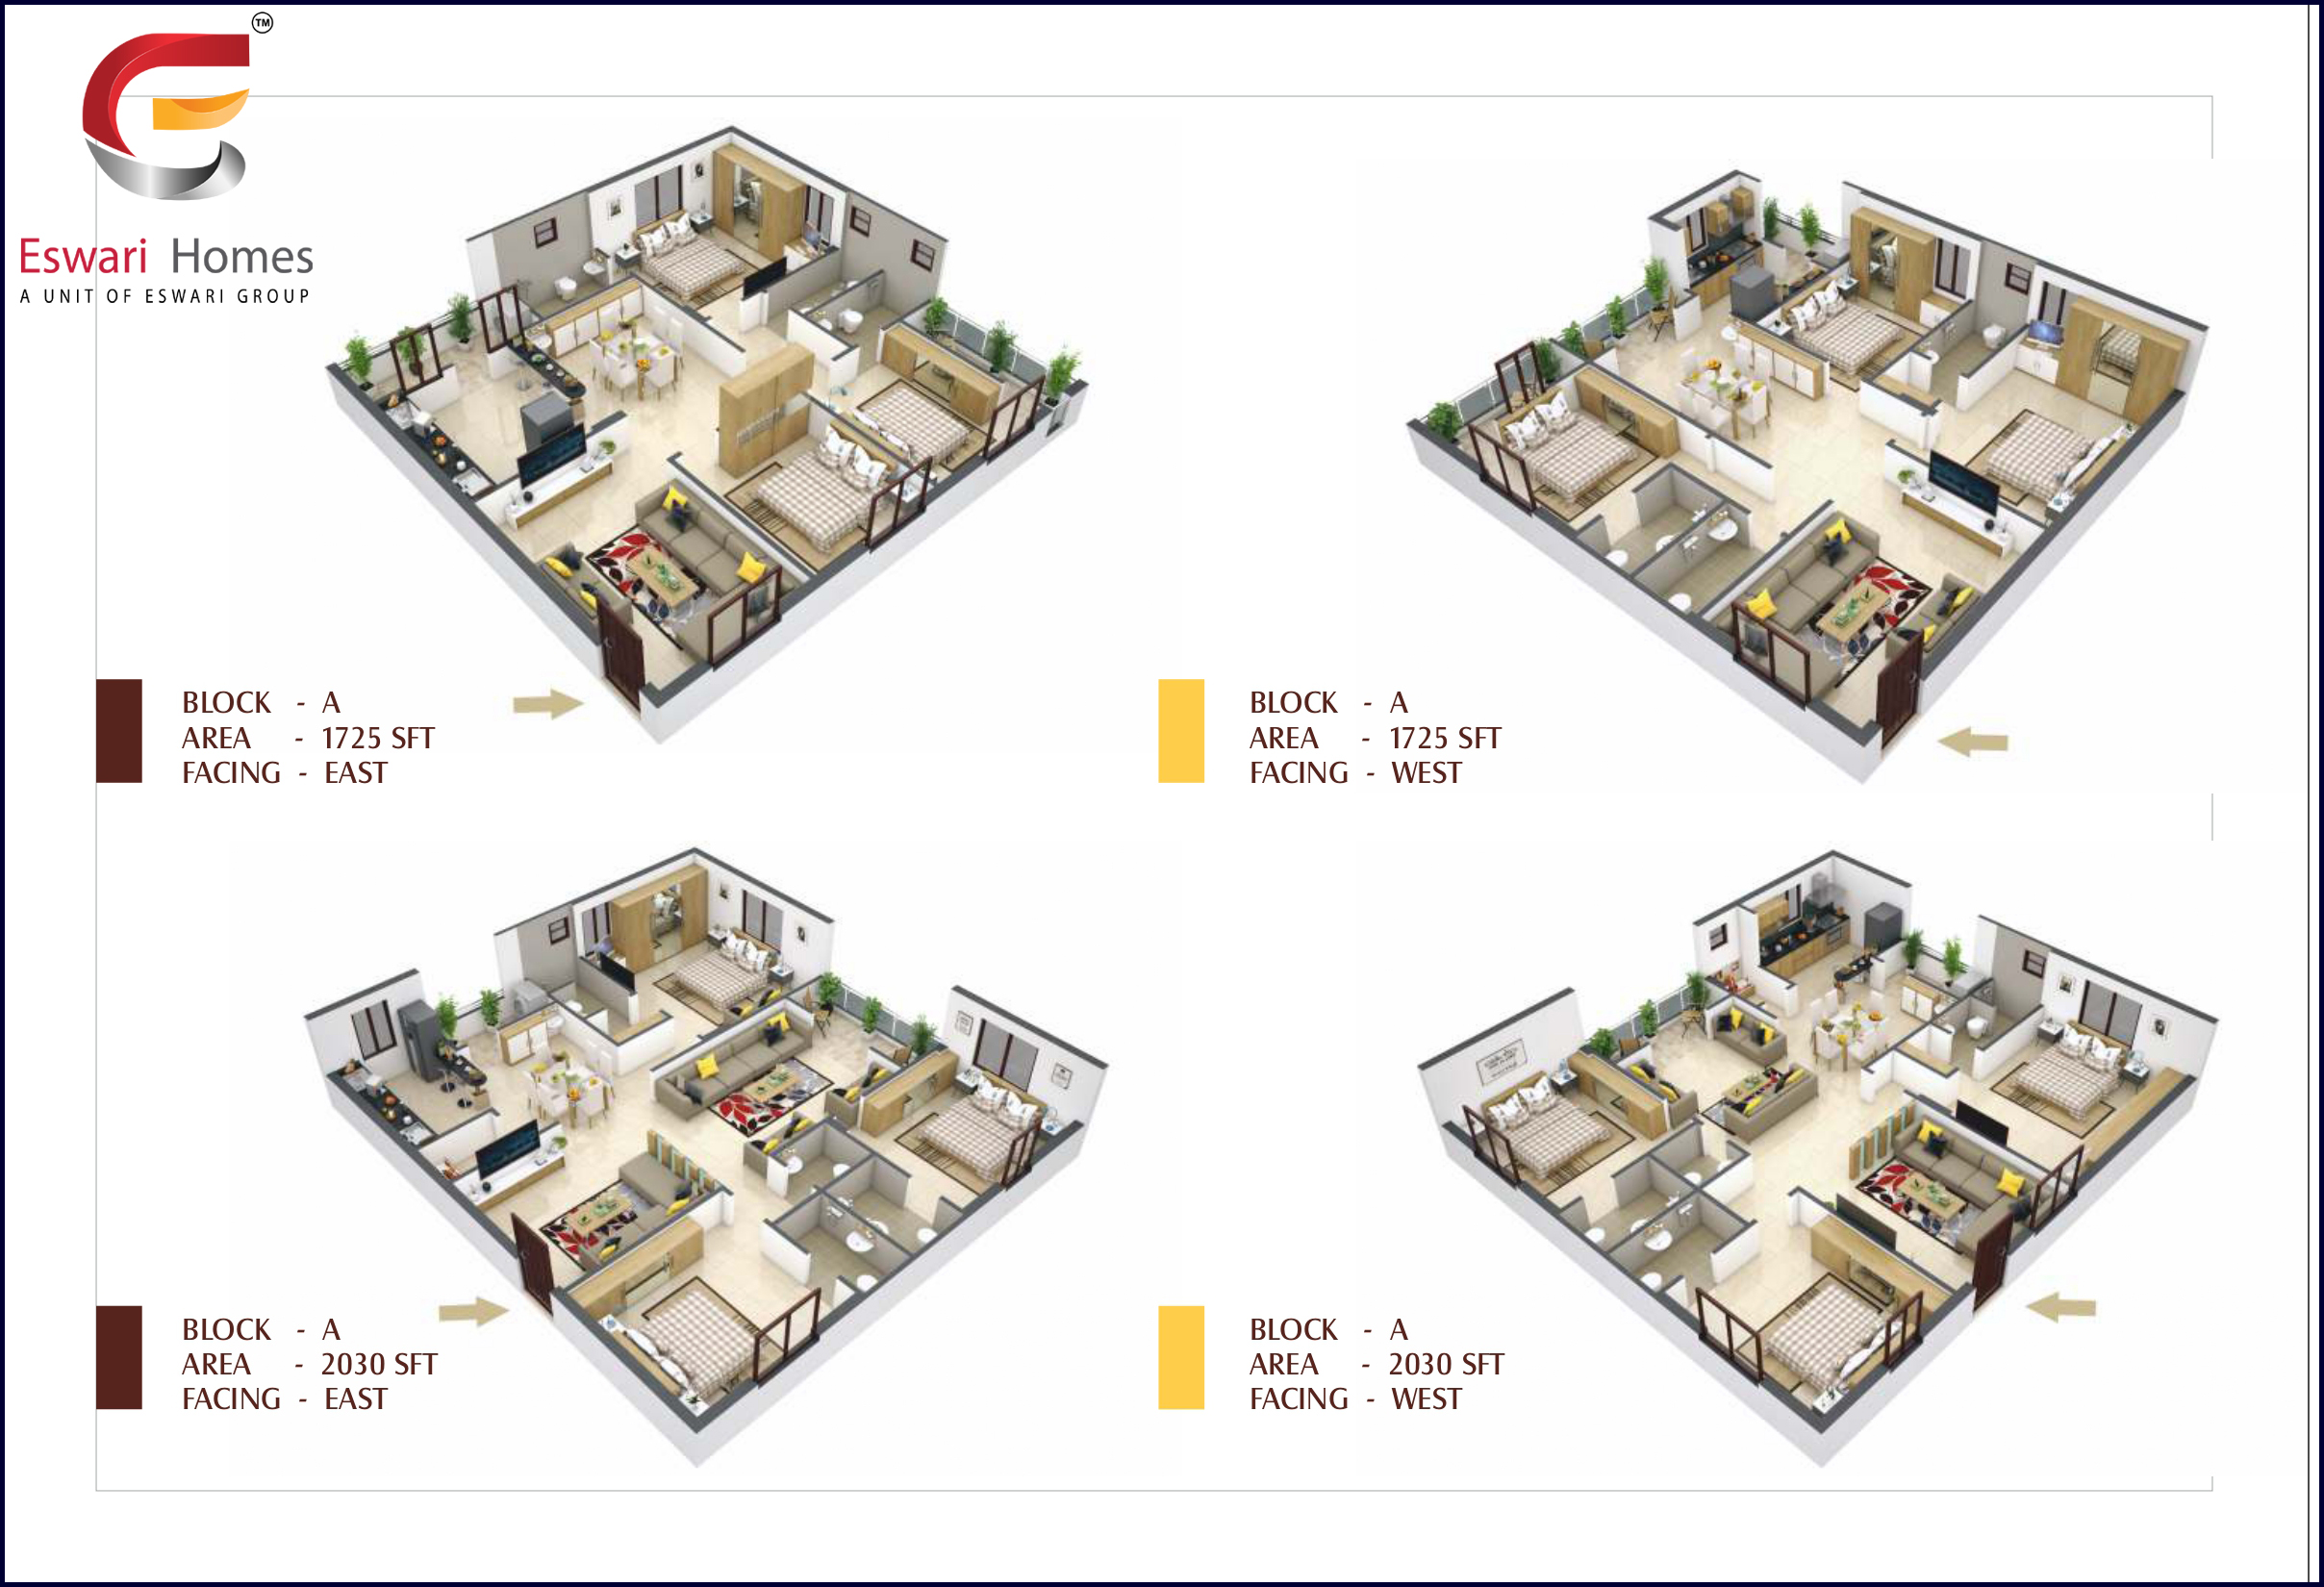 TM
Eswari Homes
A UNIT OF ESWARI GROUP
BLOCK - A
AREA - 1725 SFT
FACING - EAST
BLOCK - A
AREA - 1725 SFT
FACING - WEST
BLOCK - A
AREA - 2030 SFT
FACING - EAST
BLOCK - A
AREA - 2030 SFT
FACING - WEST